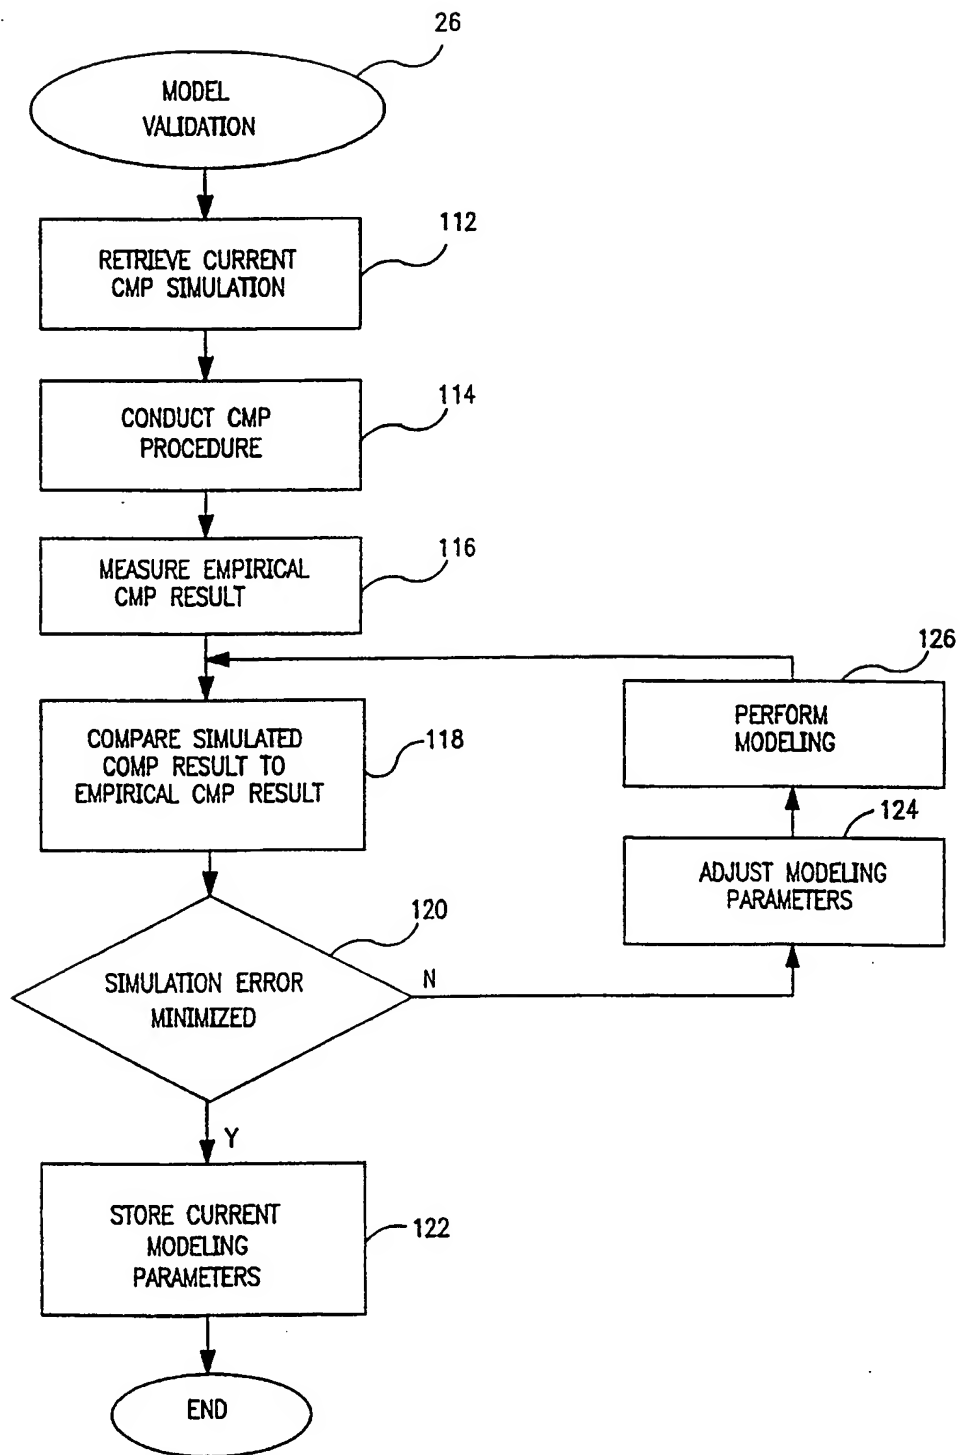 26
MODEL
VALIDATION
112
RETRIEVE CURRENT
CMP SIMULATION
114
CONDUCT CMP
PROCEDURE
116
MEASURE EMPIRICAL
CMP RESULT
126
PERFORM
MODELING
118
COMPARE SIMULATED
COMP RESULT TO
EMPIRICAL CMP RESULT
124
ADJUST MODELING
PARAMETERS
120
SIMULATION ERROR
MINIMIZED
N
Y
STORE CURRENT
MODELING
PARAMETERS
122
END